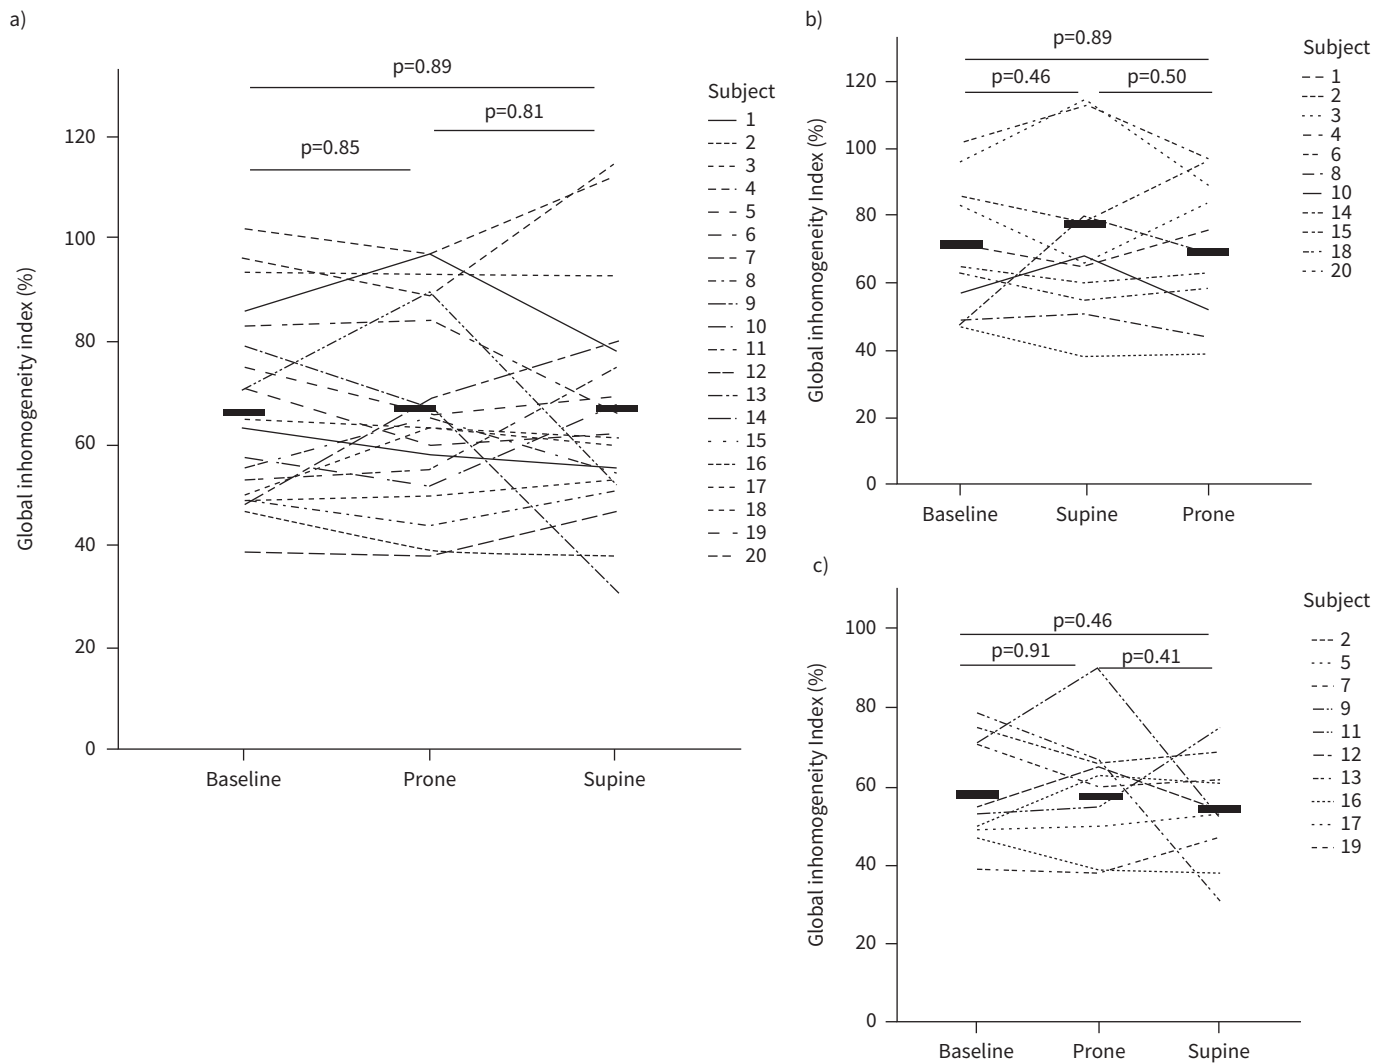 a)
p=0.89
p=0.81
p=0.85
Global inhomogeneity index (%)
120
100
80
60
40
20
0
Baseline
Prone
Supine
Subject
1
2
3
4
5
6
7
8
9
10
11
12
13
14
15
16
17
18
19
20
b)
p=0.89
p=0.46
p=0.50
Global inhomogeneity Index (%)
120
100
80
60
40
20
0
Baseline
Supine
Prone
Subject
1
2
3
4
6
8
10
14
15
18
20
c)
p=0.46
p=0.91
p=0.41
Global inhomogeneity Index (%)
100
80
60
40
20
0
Baseline
Prone
Supine
Subject
2
5
7
9
11
12
13
16
17
19